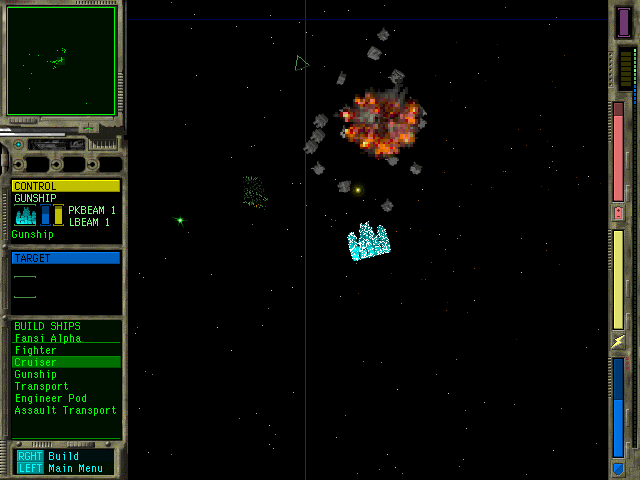 CONTROL
GUNSHIP
PKBEAM 1
LBEAM 1
Gunship
TARGET
BUILD SHIPS
Fansi Alpha
Fighter
Cruiser
Gunship
Transport
Engineer Pod
Assault Transport
RGHT Build
LEFT Main Menu